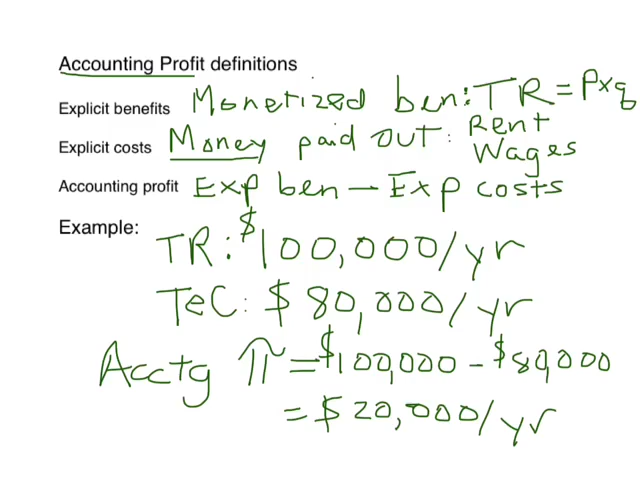 Accounting Profit definitions
Explicit benefits Monetized ben: TR = P x q
Explicit costs Money paid out: Rent
Wages
Accounting profit Exp ben — Exp costs
Example:
TR: $100,000/yr
TeC: $80,000/yr
Acctg π = $100,000 - $80,000
= $20,000/yr